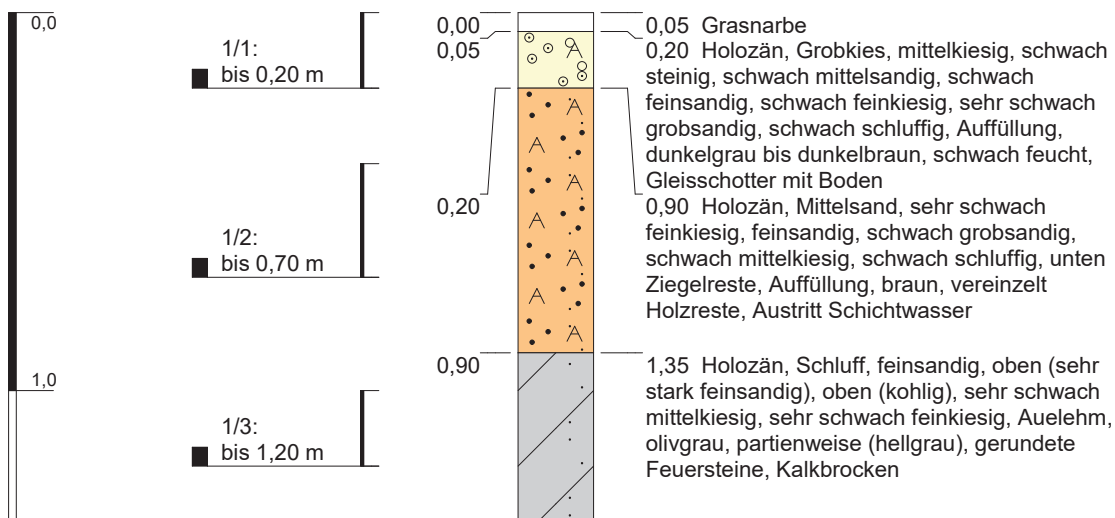 0,0
1,0
1/1:
bis 0,20 m
1/2:
bis 0,70 m
1/3:
bis 1,20 m
0,00
0,05
0,20
0,90
A
A
A
A
A
A
A
A
A
A
0,05 Grasnarbe
0,20 Holozän, Grobkies, mittelkiesig, schwach
steinig, schwach mittelsandig, schwach
feinsandig, schwach feinkiesig, sehr schwach
grobsandig, schwach schluffig, Auffüllung,
dunkelgrau bis dunkelbraun, schwach feucht,
Gleisschotter mit Boden
0,90 Holozän, Mittelsand, sehr schwach
feinkiesig, feinsandig, schwach grobsandig,
schwach mittelkiesig, schwach schluffig, unten
Ziegelreste, Auffüllung, braun, vereinzelt
Holzreste, Austritt Schichtwasser
1,35 Holozän, Schluff, feinsandig, oben (sehr
stark feinsandig), oben (kohlig), sehr schwach
mittelkiesig, sehr schwach feinkiesig, Auelehm,
olivgrau, partienweise (hellgrau), gerundete
Feuersteine, Kalkbrocken